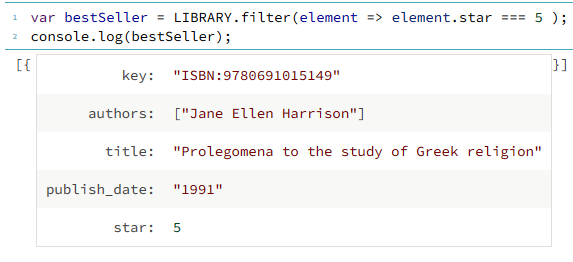 1 var bestSeller = LIBRARY.filter(element => element.star === 5 );
2 console.log(bestSeller);
[{
key: "ISBN:9780691015149"
authors: ["Jane Ellen Harrison"]
title: "Prolegomena to the study of Greek religion"
publish_date: "1991"
star: 5
}]